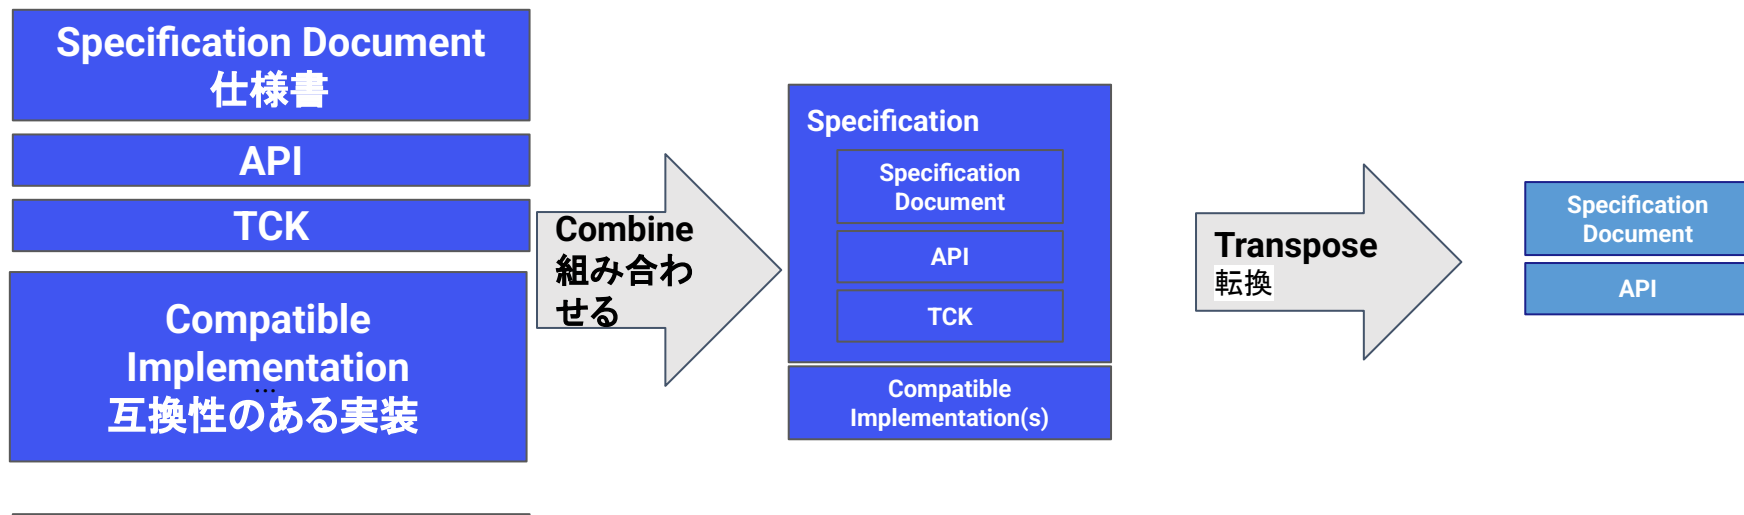 Specification Document
仕様書
API
TCK
Compatible
Implementation
...
互換性のある実装
Combine
組み合わ
せる
Specification
Specification
Document
API
TCK
Compatible
Implementation(s)
Transpose
転換
Specification
Document
API